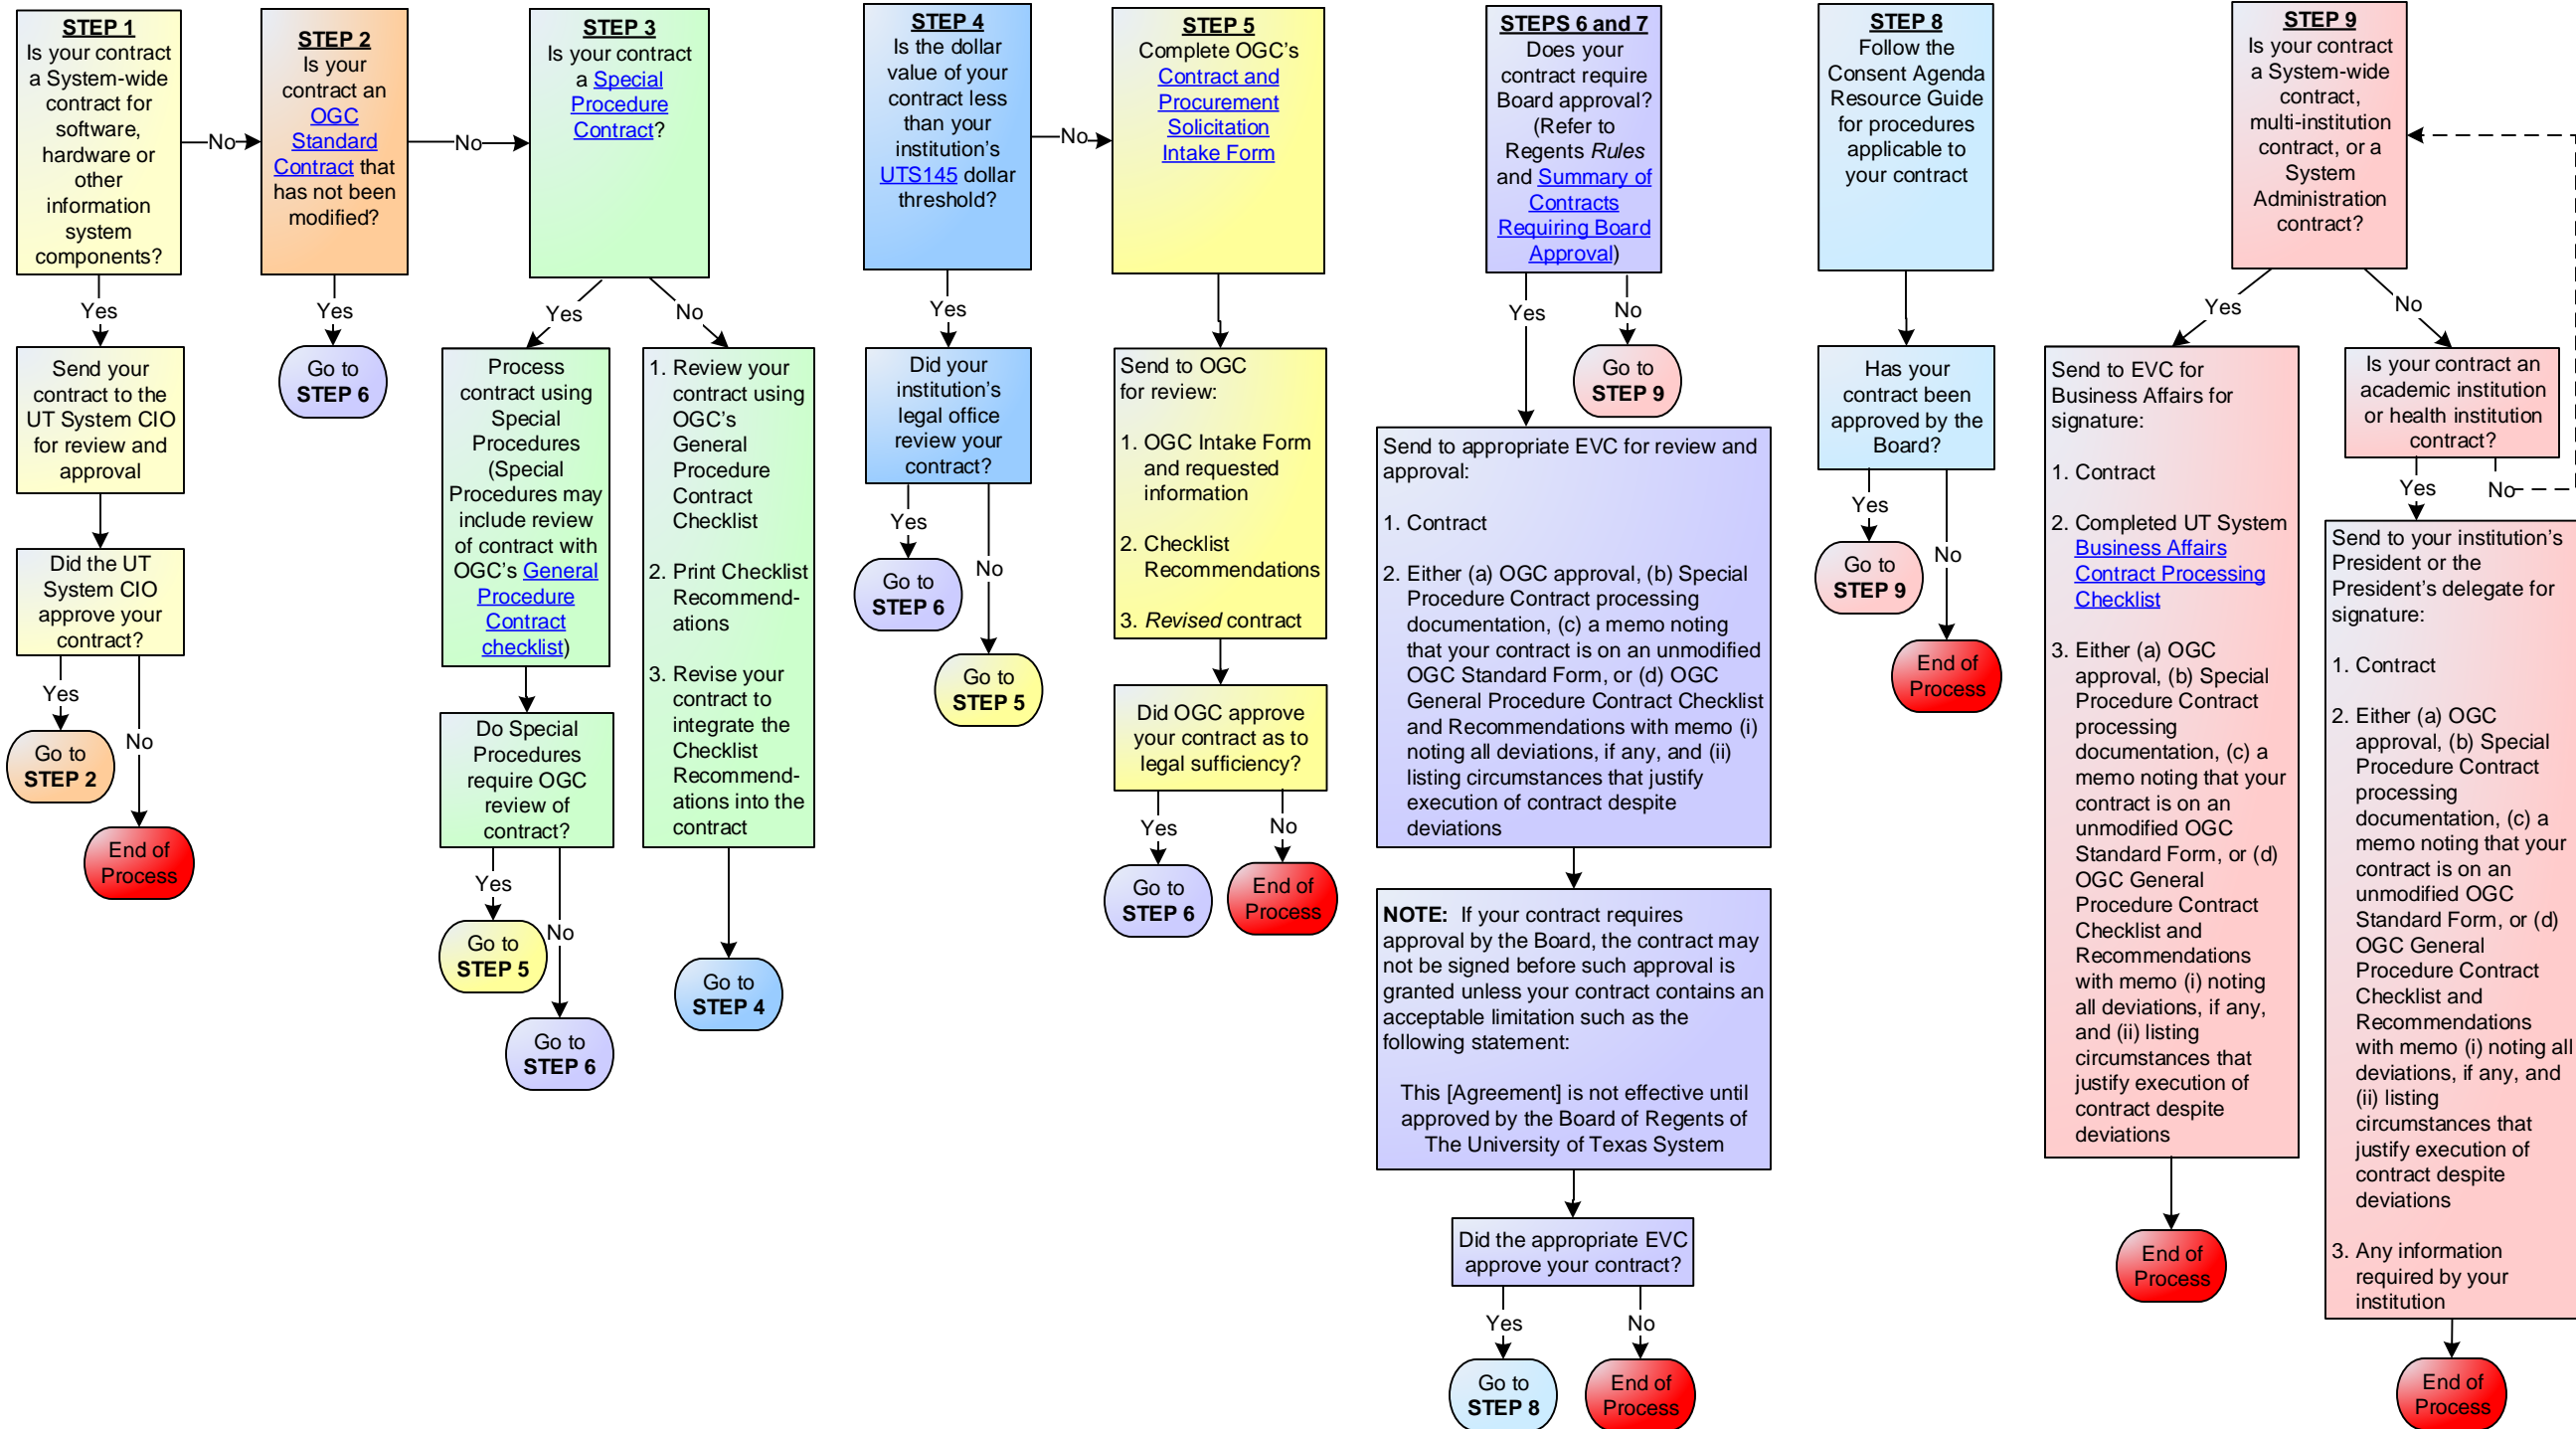 STEP 1
Is your contract
a System-wide
contract for
software,
hardware or
other
information
system
components?
No
Yes
Send your
contract to the
UT System CIO
for review and
approval
Did the UT
System CIO
approve your
contract?
Yes
No
Go to
STEP 2
End of
Process
STEP 2
Is your
contract an
OGC
Standard
Contract that
has not been
modified?
No
Yes
Go to
STEP 6
STEP 3
Is your contract
a Special
Procedure
Contract?
Yes
No
Process
contract using
Special
Procedures
(Special
Procedures may
include review
of contract with
OGC's General
Procedure
Contract
checklist)
Do Special
Procedures
require OGC
review of
contract?
Yes
No
Go to
STEP 5
Go to
STEP 6
1. Review your
contract using
OGC's
General
Procedure
Contract
Checklist
2. Print Checklist
Recommend-
ations
3. Revise your
contract to
integrate the
Checklist
Recommend-
ations into the
contract
Go to
STEP 4
STEP 4
Is the dollar
value of your
contract less
than your
institution's
UTS145 dollar
threshold?
No
Yes
Did your
institution's
legal office
review your
contract?
Yes
No
Go to
STEP 6
Go to
STEP 5
STEP 5
Complete OGC's
Contract and
Procurement
Solicitation
Intake Form
Send to OGC
for review:
1. OGC Intake Form
and requested
information
2. Checklist
Recommendations
3. Revised contract
Did OGC approve
your contract as to
legal sufficiency?
Yes
No
Go to
STEP 6
End of
Process
STEPS 6 and 7
Does your
contract require
Board approval?
(Refer to
Regents Rules
and Summary of
Contracts
Requiring Board
Approval)
Yes
No
Go to
STEP 9
Send to appropriate EVC for review and
approval:
1. Contract
2. Either (a) OGC approval, (b) Special
Procedure Contract processing
documentation, (c) a memo noting
that your contract is on an unmodified
OGC Standard Form, or (d) OGC
General Procedure Contract Checklist
and Recommendations with memo (i)
noting all deviations, if any, and (ii)
listing circumstances that justify
execution of contract despite
deviations
NOTE: If your contract requires
approval by the Board, the contract may
not be signed before such approval is
granted unless your contract contains an
acceptable limitation such as the
following statement:
This [Agreement] is not effective until
approved by the Board of Regents of
The University of Texas System
Did the appropriate EVC
approve your contract?
Yes
No
Go to
STEP 8
End of
Process
STEP 8
Follow the
Consent Agenda
Resource Guide
for procedures
applicable to
your contract
Has your
contract been
approved by the
Board?
Yes
No
Go to
STEP 9
End of
Process
STEP 9
Is your contract
a System-wide
contract,
multi-institution
contract, or a
System
Administration
contract?
Yes
No
Send to EVC for
Business Affairs for
signature:
1. Contract
2. Completed UT System
Business Affairs
Contract Processing
Checklist
3. Either (a) OGC
approval, (b) Special
Procedure Contract
processing
documentation, (c) a
memo noting that your
contract is on an
unmodified OGC
Standard Form, or (d)
OGC General
Procedure Contract
Checklist and
Recommendations
with memo (i) noting
all deviations, if any,
and (ii) listing
circumstances that
justify execution of
contract despite
deviations
End of
Process
Is your contract an
academic institution
or health institution
contract?
Yes
No
Send to your institution's
President or the
President's delegate for
signature:
1. Contract
2. Either (a) OGC
approval, (b) Special
Procedure Contract
processing
documentation, (c) a
memo noting that your
contract is on an
unmodified OGC
Standard Form, or (d)
OGC General
Procedure Contract
Checklist and
Recommendations
with memo (i) noting all
deviations, if any, and
(ii) listing
circumstances that
justify execution of
contract despite
deviations
3. Any information
required by your
institution
End of
Process